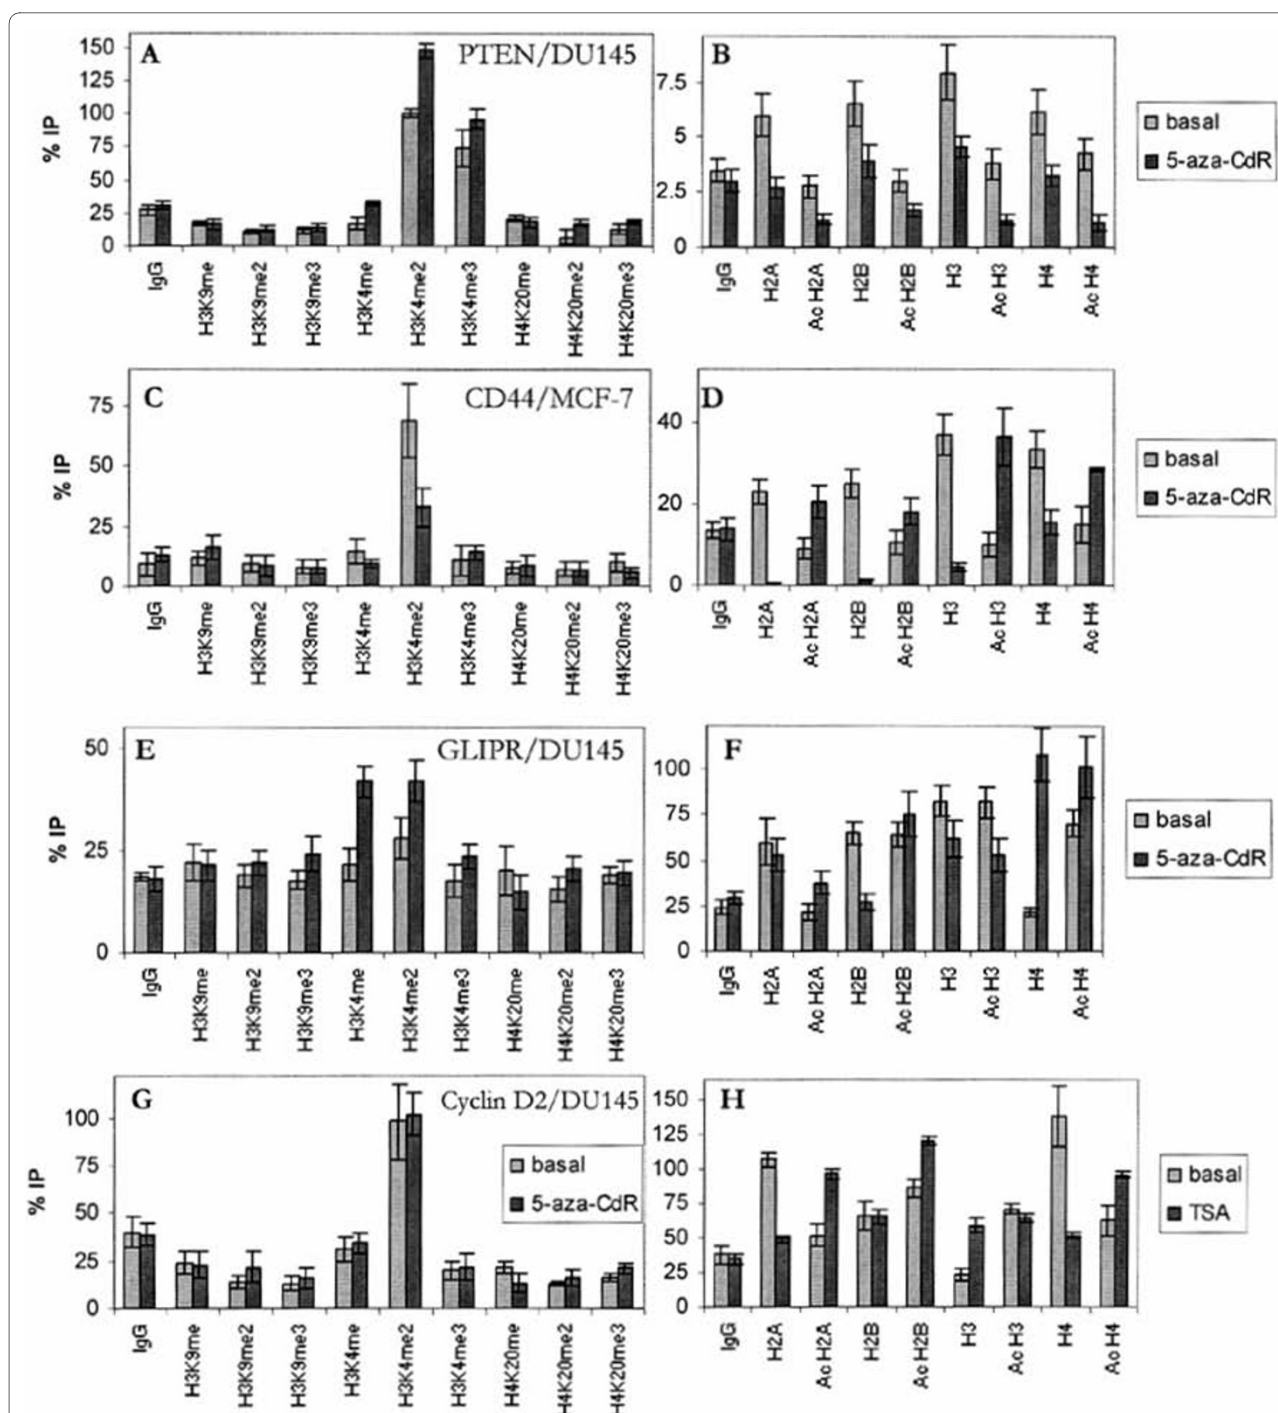 A PTEN/DU145
% IP
150
125
100
75
50
25
0
IgG H3K9me H3K9me2 H3K9me3 H3K4me H3K4me2 H3K4me3 H4K20me H4K20me2 H4K20me3
B
7.5
5
2.5
0
IgG H2A Ac H2A H2B Ac H2B H3 Ac H3 H4 Ac H4
basal
5-aza-CdR
C CD44/MCF-7
% IP
75
50
25
0
IgG H3K9me H3K9me2 H3K9me3 H3K4me H3K4me2 H3K4me3 H4K20me H4K20me2 H4K20me3
D
40
20
0
IgG H2A Ac H2A H2B Ac H2B H3 Ac H3 H4 Ac H4
basal
5-aza-CdR
E GLIPR/DU145
% IP
50
25
0
IgG H3K9me H3K9me2 H3K9me3 H3K4me H3K4me2 H3K4me3 H4K20me H4K20me2 H4K20me3
F
100
75
50
25
0
IgG H2A Ac H2A H2B Ac H2B H3 Ac H3 H4 Ac H4
basal
5-aza-CdR
G Cyclin D2/DU145
% IP
100
75
50
25
0
basal
5-aza-CdR
IgG H3K9me H3K9me2 H3K9me3 H3K4me H3K4me2 H3K4me3 H4K20me H4K20me2 H4K20me3
H
150
125
100
75
50
25
0
IgG H2A Ac H2A H2B Ac H2B H3 Ac H3 H4 Ac H4
basal
TSA